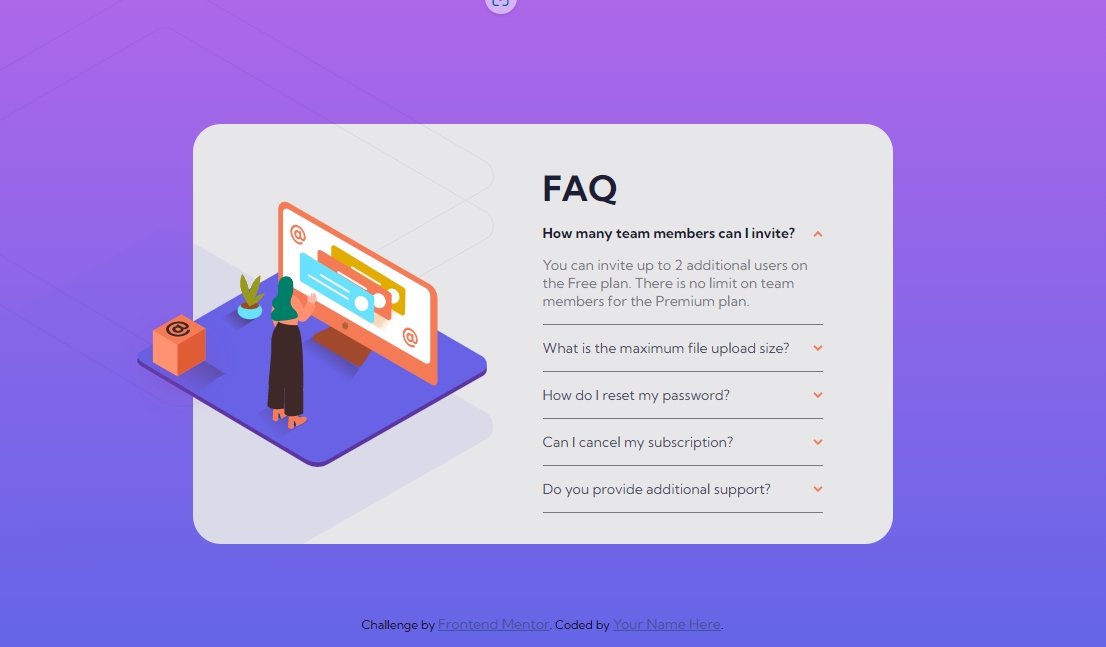 FAQ
How many team members can I invite?
You can invite up to 2 additional users on
the Free plan. There is no limit on team
members for the Premium plan.
What is the maximum file upload size?
How do I reset my password?
Can I cancel my subscription?
Do you provide additional support?
Challenge by Frontend Mentor. Coded by Your Name Here.